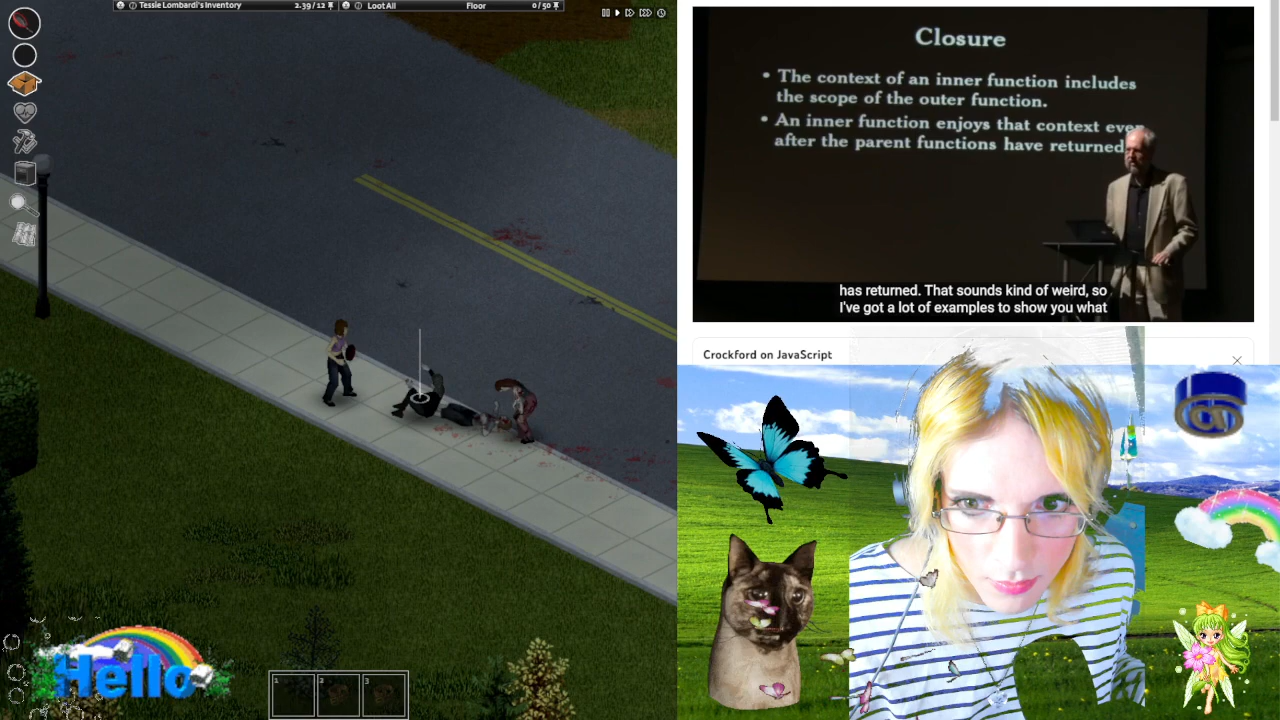 Tessie Lombardi's Inventory
2.39 / 12
Loot All
Floor
0 / 50
Closure
• The context of an inner function includes
the scope of the outer function.
• An inner function enjoys that context even
after the parent functions have returned
has returned. That sounds kind of weird, so
I've got a lot of examples to show you what
Crockford on JavaScript
@
Hello
1
2
3